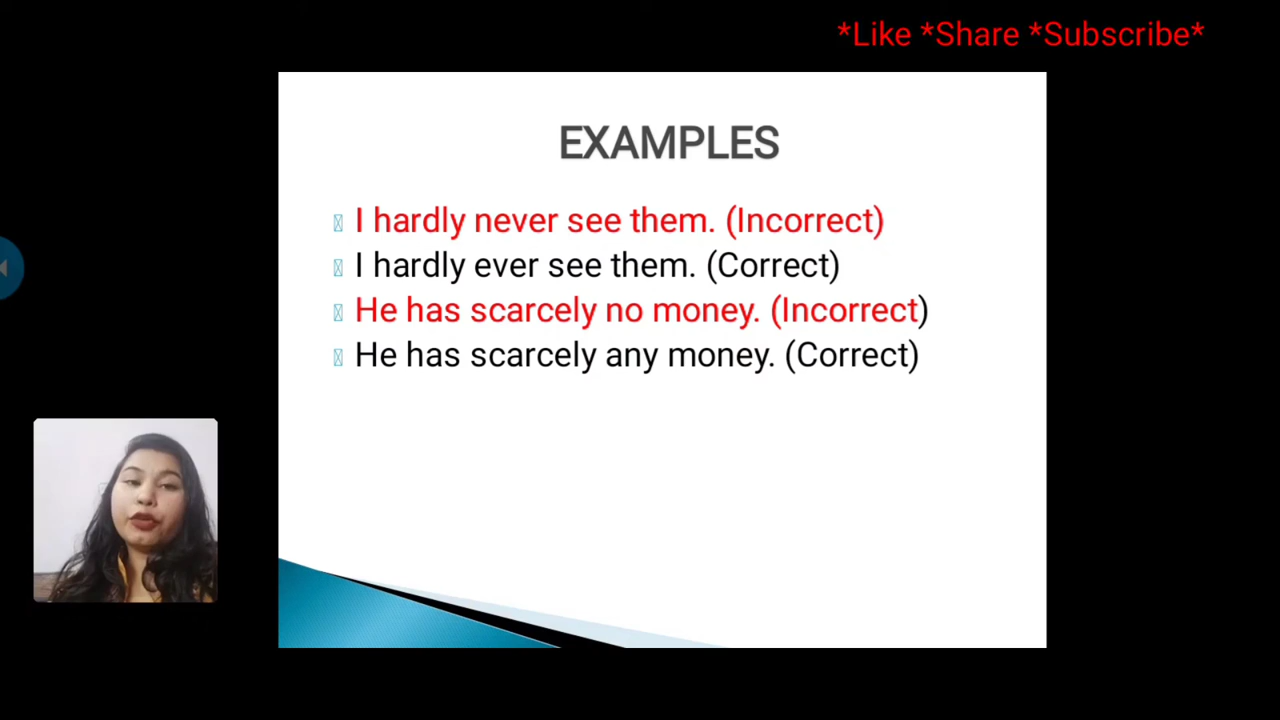 *Like *Share *Subscribe*
EXAMPLES
I hardly never see them. (Incorrect)
I hardly ever see them. (Correct)
He has scarcely no money. (Incorrect)
He has scarcely any money. (Correct)